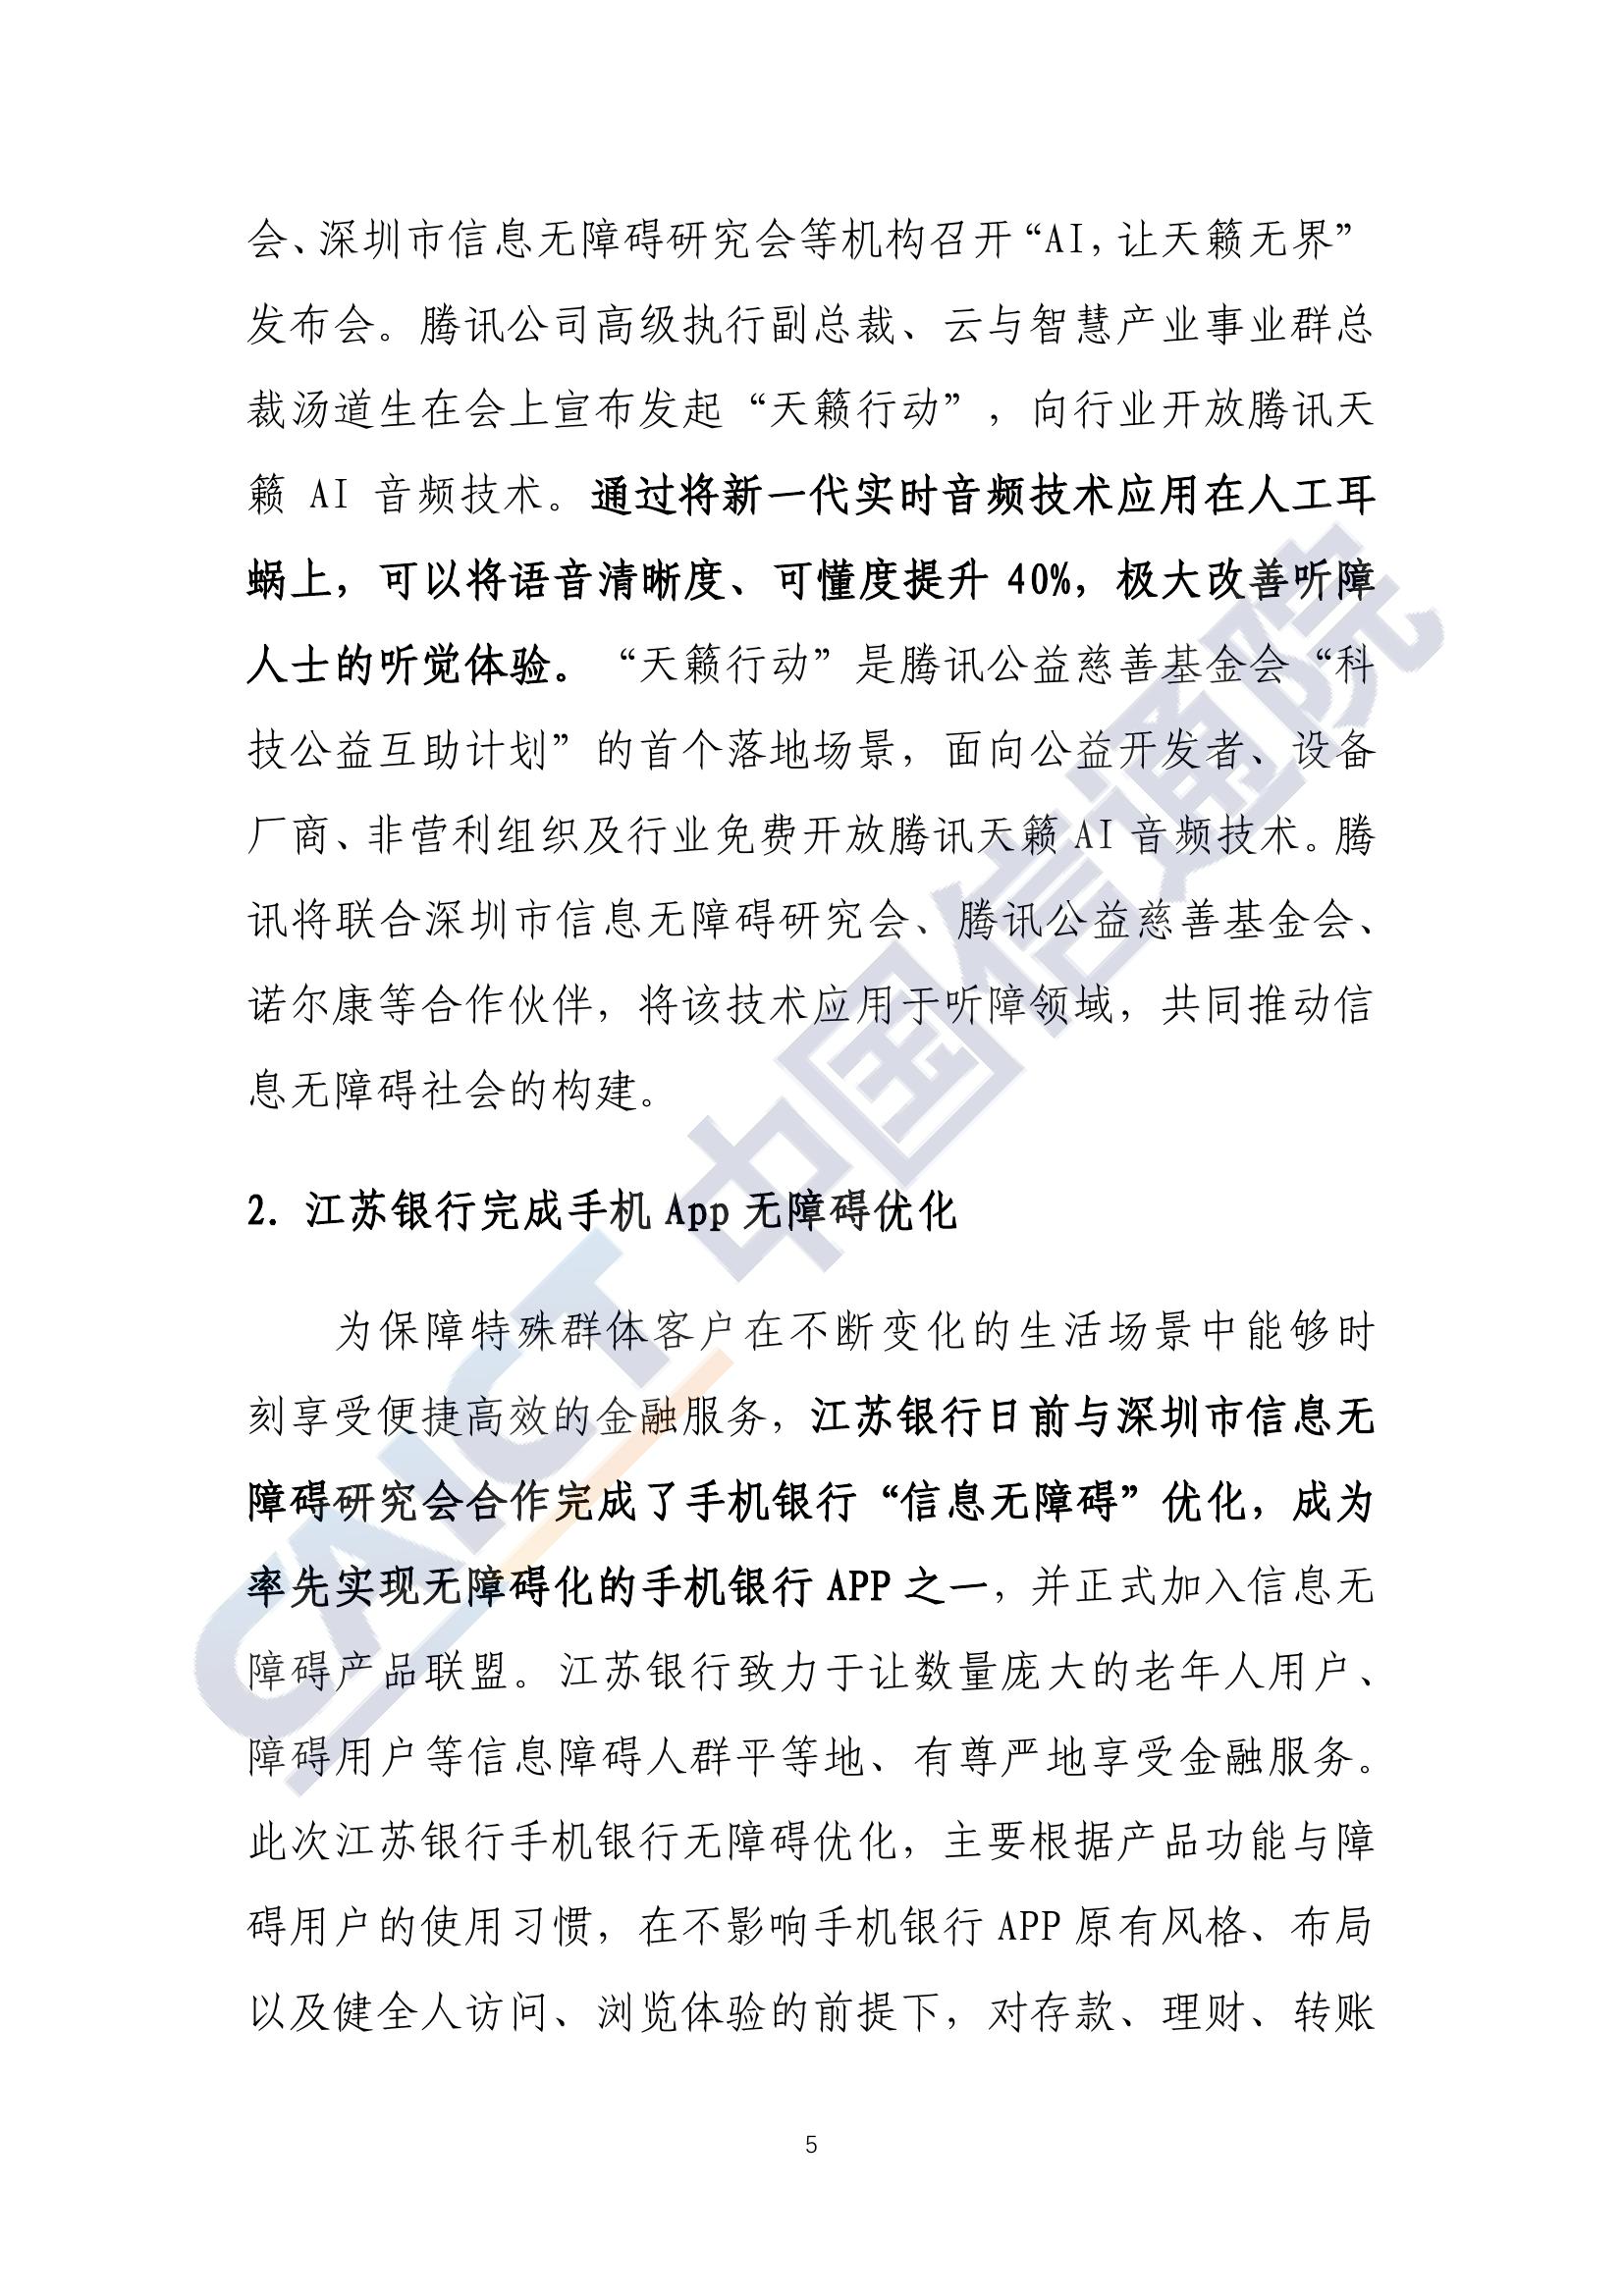 会、深圳市信息无障碍研究会等机构召开“AI，让天籁无界”
发布会。腾讯公司高级执行副总裁、云与智慧产业事业群总
裁汤道生在会上宣布发起“天籁行动”，向行业开放腾讯天
籁 AI 音频技术。通过将新一代实时音频技术应用在人工耳
蜗上，可以将语音清晰度、可懂度提升 40%，极大改善听障
人士的听觉体验。“天籁行动”是腾讯公益慈善基金会“科
技公益互助计划”的首个落地场景，面向公益开发者、设备
厂商、非营利组织及行业免费开放腾讯天籁 AI 音频技术。腾
讯将联合深圳市信息无障碍研究会、腾讯公益慈善基金会、
诺尔康等合作伙伴，将该技术应用于听障领域，共同推动信
息无障碍社会的构建。
2. 江苏银行完成手机 App 无障碍优化
为保障特殊群体客户在不断变化的生活场景中能够时
刻享受便捷高效的金融服务，江苏银行日前与深圳市信息无
障碍研究会合作完成了手机银行“信息无障碍”优化，成为
率先实现无障碍化的手机银行 APP 之一，并正式加入信息无
障碍产品联盟。江苏银行致力于让数量庞大的老年人用户、
障碍用户等信息障碍人群平等地、有尊严地享受金融服务。
此次江苏银行手机银行无障碍优化，主要根据产品功能与障
碍用户的使用习惯，在不影响手机银行 APP 原有风格、布局
以及健全人访问、浏览体验的前提下，对存款、理财、转账
5
CAICT 中国信通院